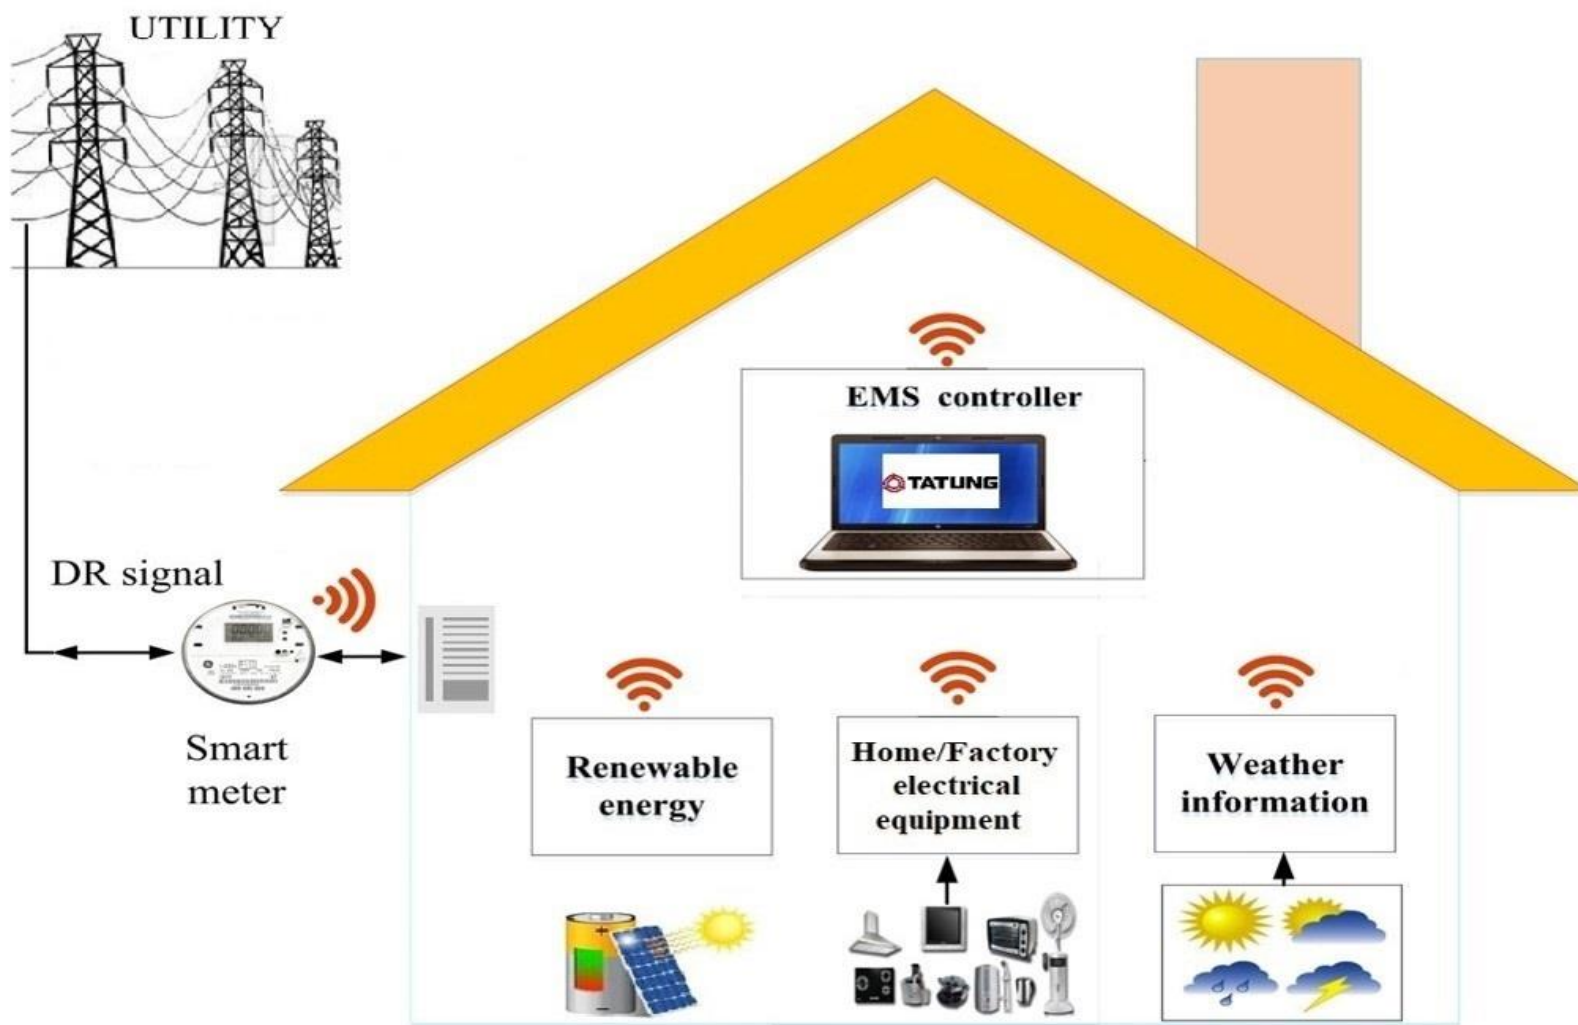 UTILITY
EMS controller
TATUNG
DR signal
Smart
meter
Renewable
energy
Home/Factory
electrical
equipment
Weather
information